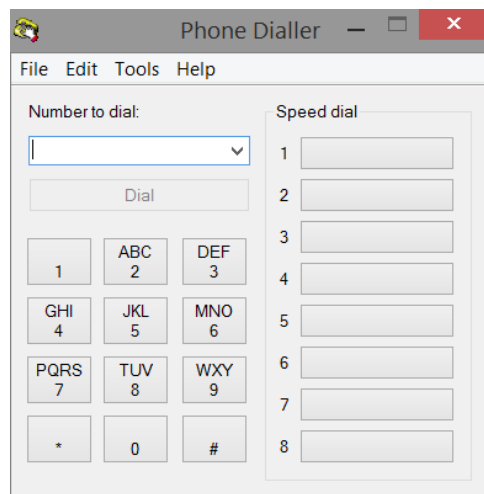 Phone Dialler
File Edit Tools Help
Number to dial:
Dial
1
ABC
2
DEF
3
GHI
4
JKL
5
MNO
6
PQRS
7
TUV
8
WXY
9
*
0
#
Speed dial
1
2
3
4
5
6
7
8